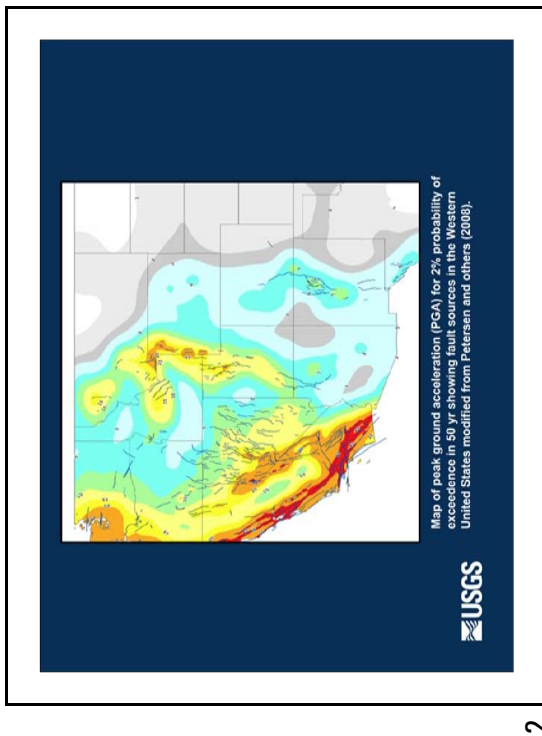 Map of peak ground acceleration (PGA) for 2% probability of
exceedence in 50 yr showing fault sources in the Western
United States modified from Petersen and others (2008).
USGS
2